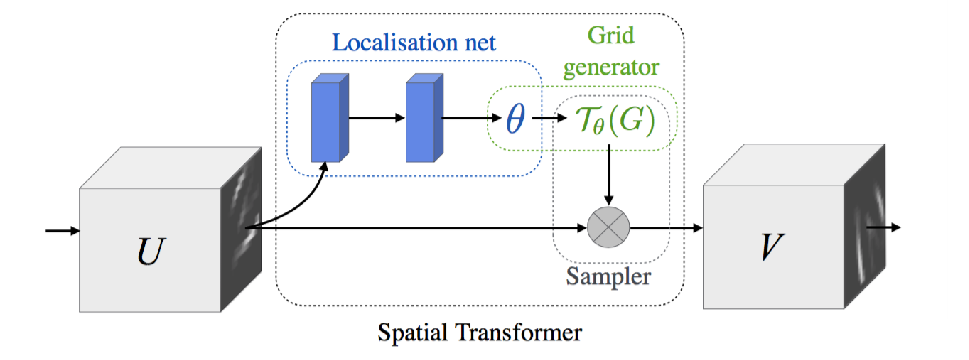 Localisation net
Grid
generator
θ
𝒯θ(G)
U
V
Sampler
Spatial Transformer